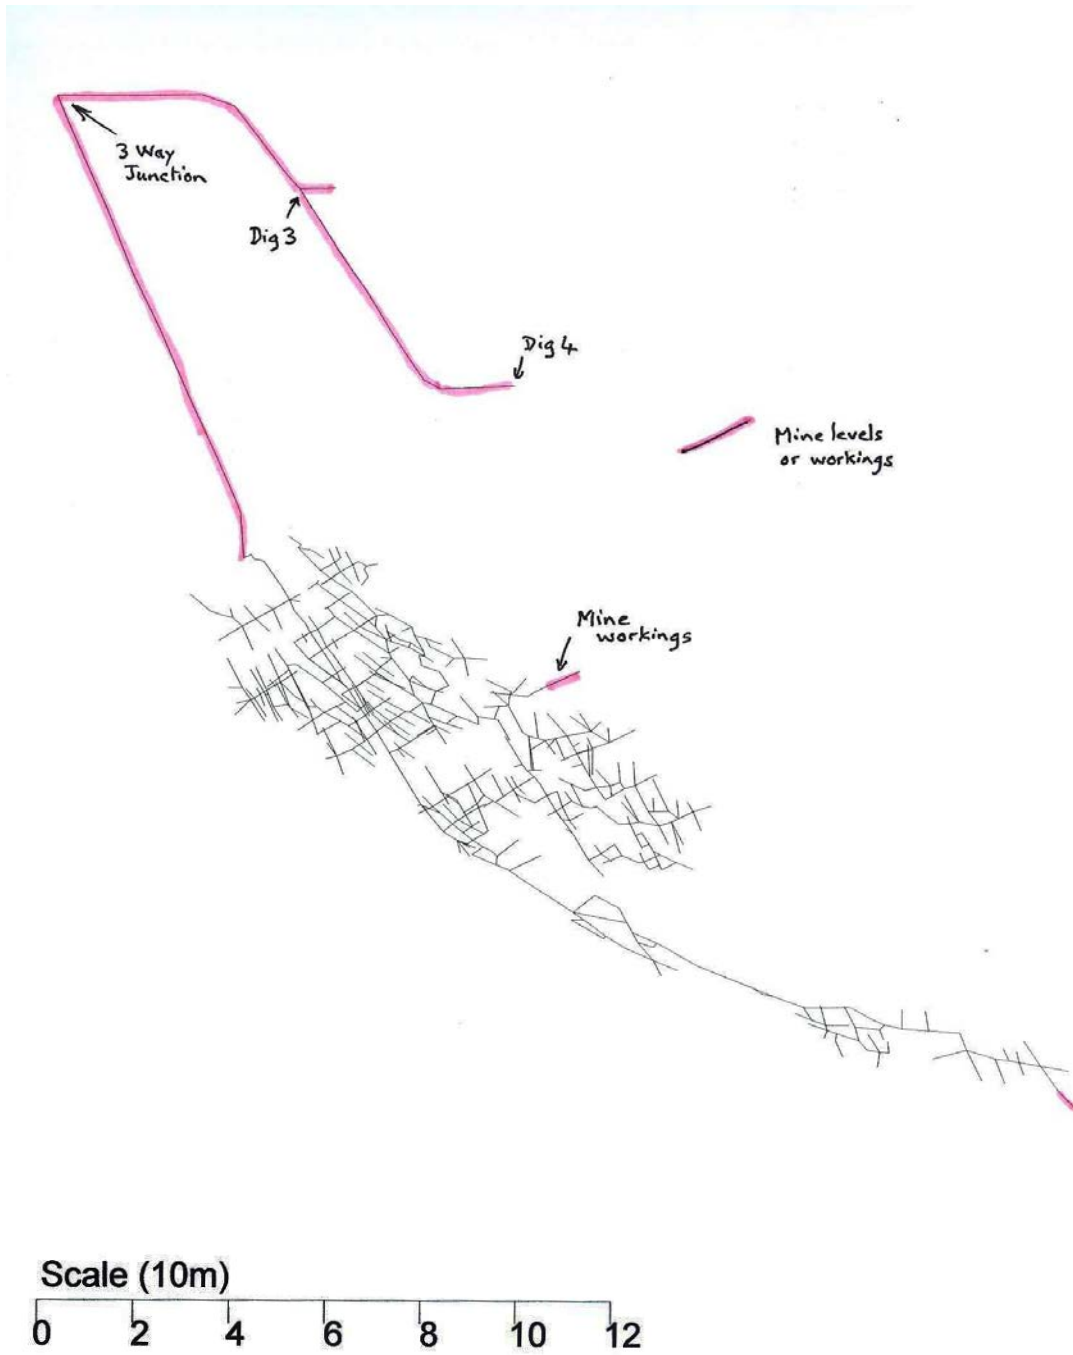 3 Way
Junction
Dig 3
Dig 4
Mine levels
or workings
Mine
workings
Scale (10m)
0 2 4 6 8 10 12